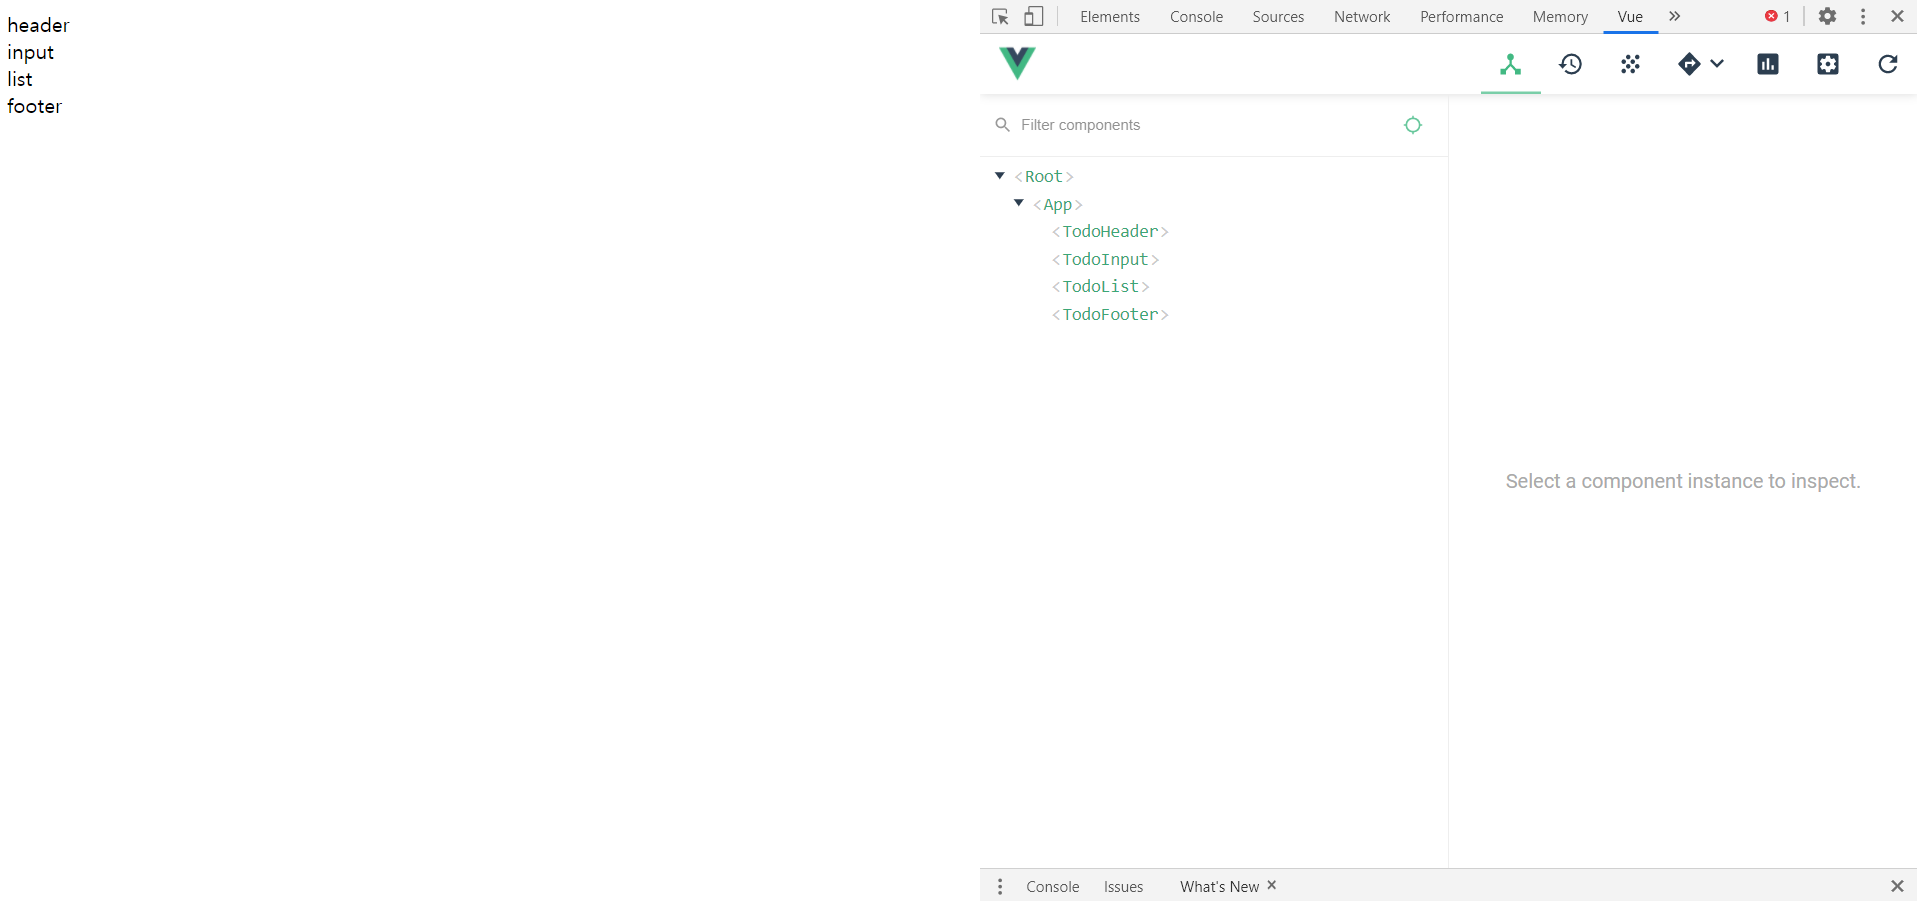 header
input
list
footer
Elements Console Sources Network Performance Memory Vue » 1
Filter components
<Root>
<App>
<TodoHeader>
<TodoInput>
<TodoList>
<TodoFooter>
Select a component instance to inspect.
Console Issues What's New ×